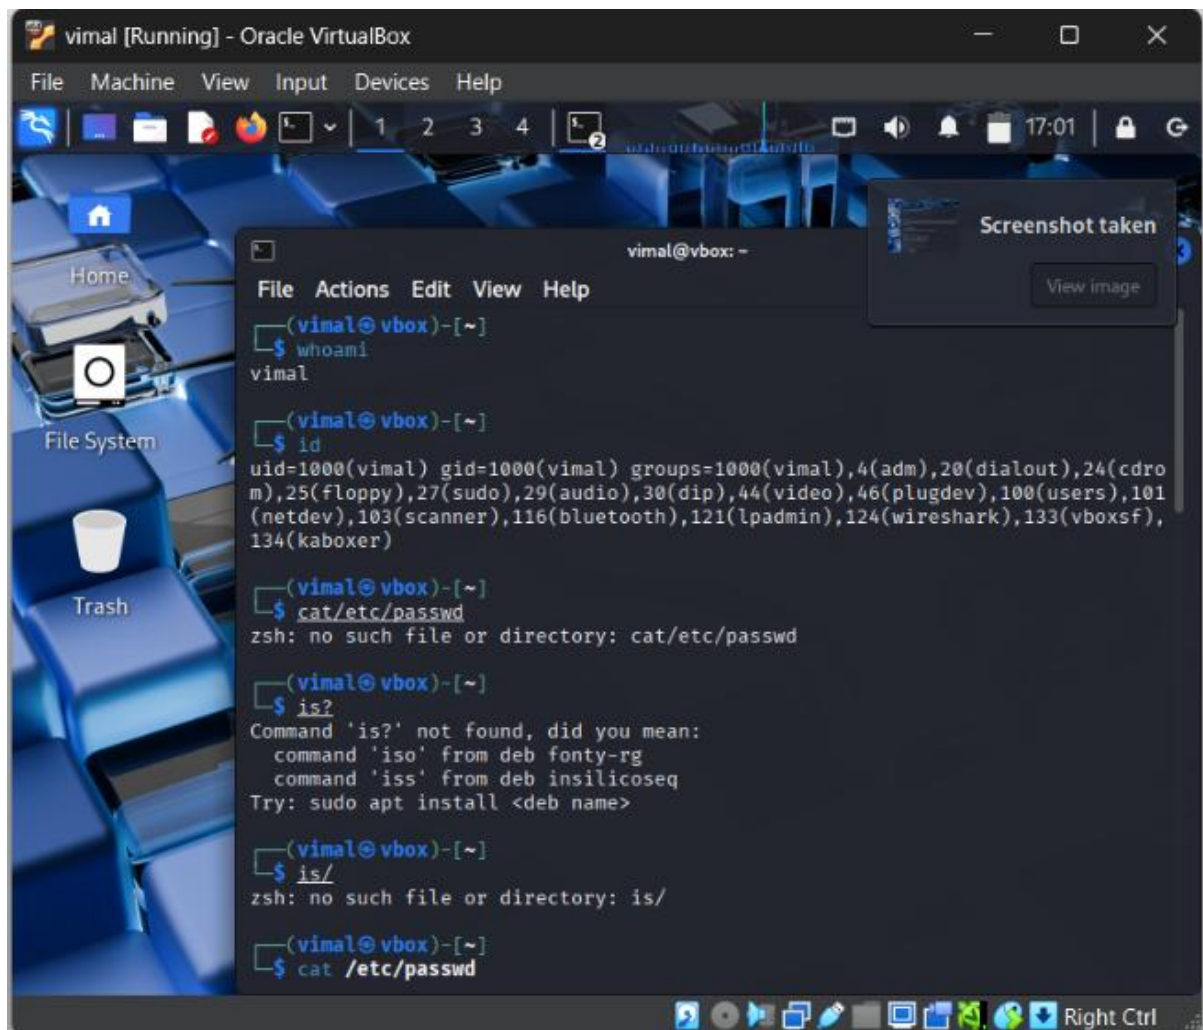 vimal [Running] - Oracle VirtualBox
File Machine View Input Devices Help
1 2 3 4
2
17:01
Screenshot taken
View image
Home
File System
Trash
vimal@vbox: ~
File Actions Edit View Help
┌──(vimal㉿vbox)-[~]
└─$ whoami
vimal
┌──(vimal㉿vbox)-[~]
└─$ id
uid=1000(vimal) gid=1000(vimal) groups=1000(vimal),4(adm),20(dialout),24(cdro
m),25(floppy),27(sudo),29(audio),30(dip),44(video),46(plugdev),100(users),101
(netdev),103(scanner),116(bluetooth),121(lpadmin),124(wireshark),133(vboxsf),
134(kaboxer)
┌──(vimal㉿vbox)-[~]
└─$ cat/etc/passwd
zsh: no such file or directory: cat/etc/passwd
┌──(vimal㉿vbox)-[~]
└─$ is?
Command 'is?' not found, did you mean:
  command 'iso' from deb fonty-rg
  command 'iss' from deb insilicoseq
Try: sudo apt install <deb name>
┌──(vimal㉿vbox)-[~]
└─$ is/
zsh: no such file or directory: is/
┌──(vimal㉿vbox)-[~]
└─$ cat /etc/passwd
Right Ctrl